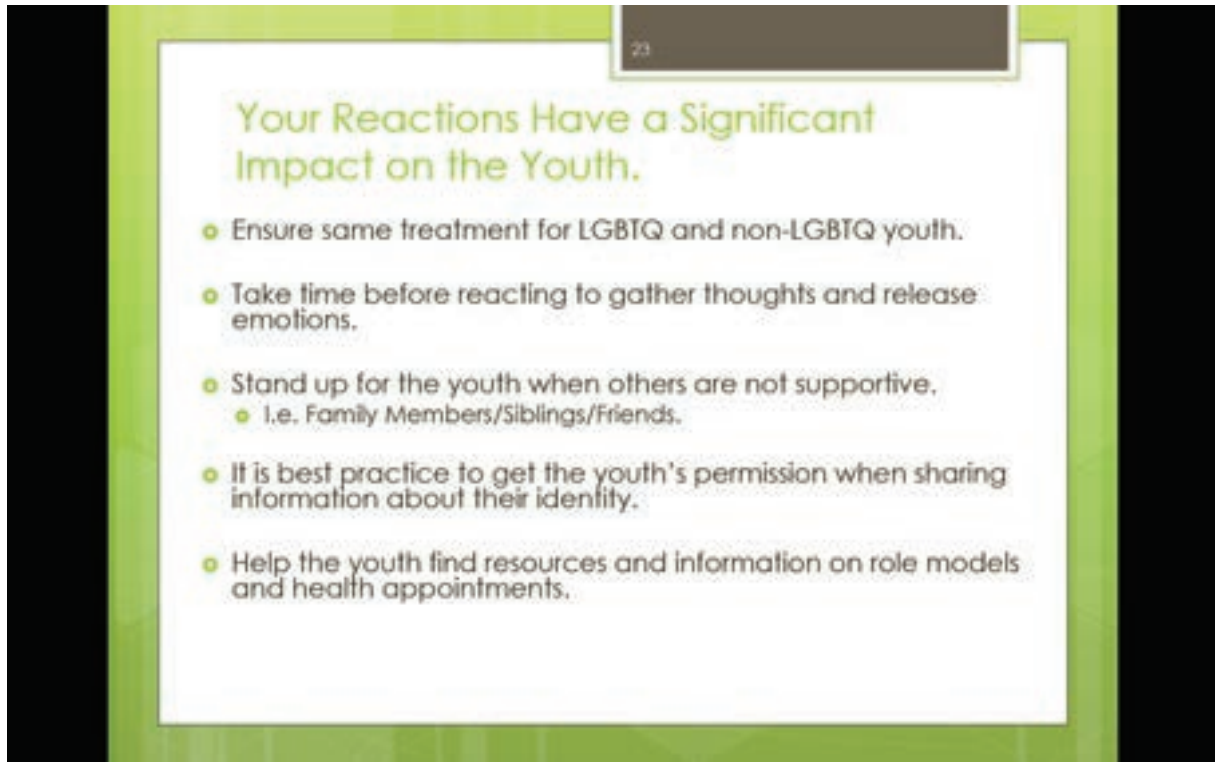 23
Your Reactions Have a Significant
Impact on the Youth.
Ensure same treatment for LGBTQ and non-LGBTQ youth.
Take time before reacting to gather thoughts and release
emotions.
Stand up for the youth when others are not supportive.
I.e. Family Members/Siblings/Friends.
It is best practice to get the youth's permission when sharing
information about their identity.
Help the youth find resources and information on role models
and health appointments.